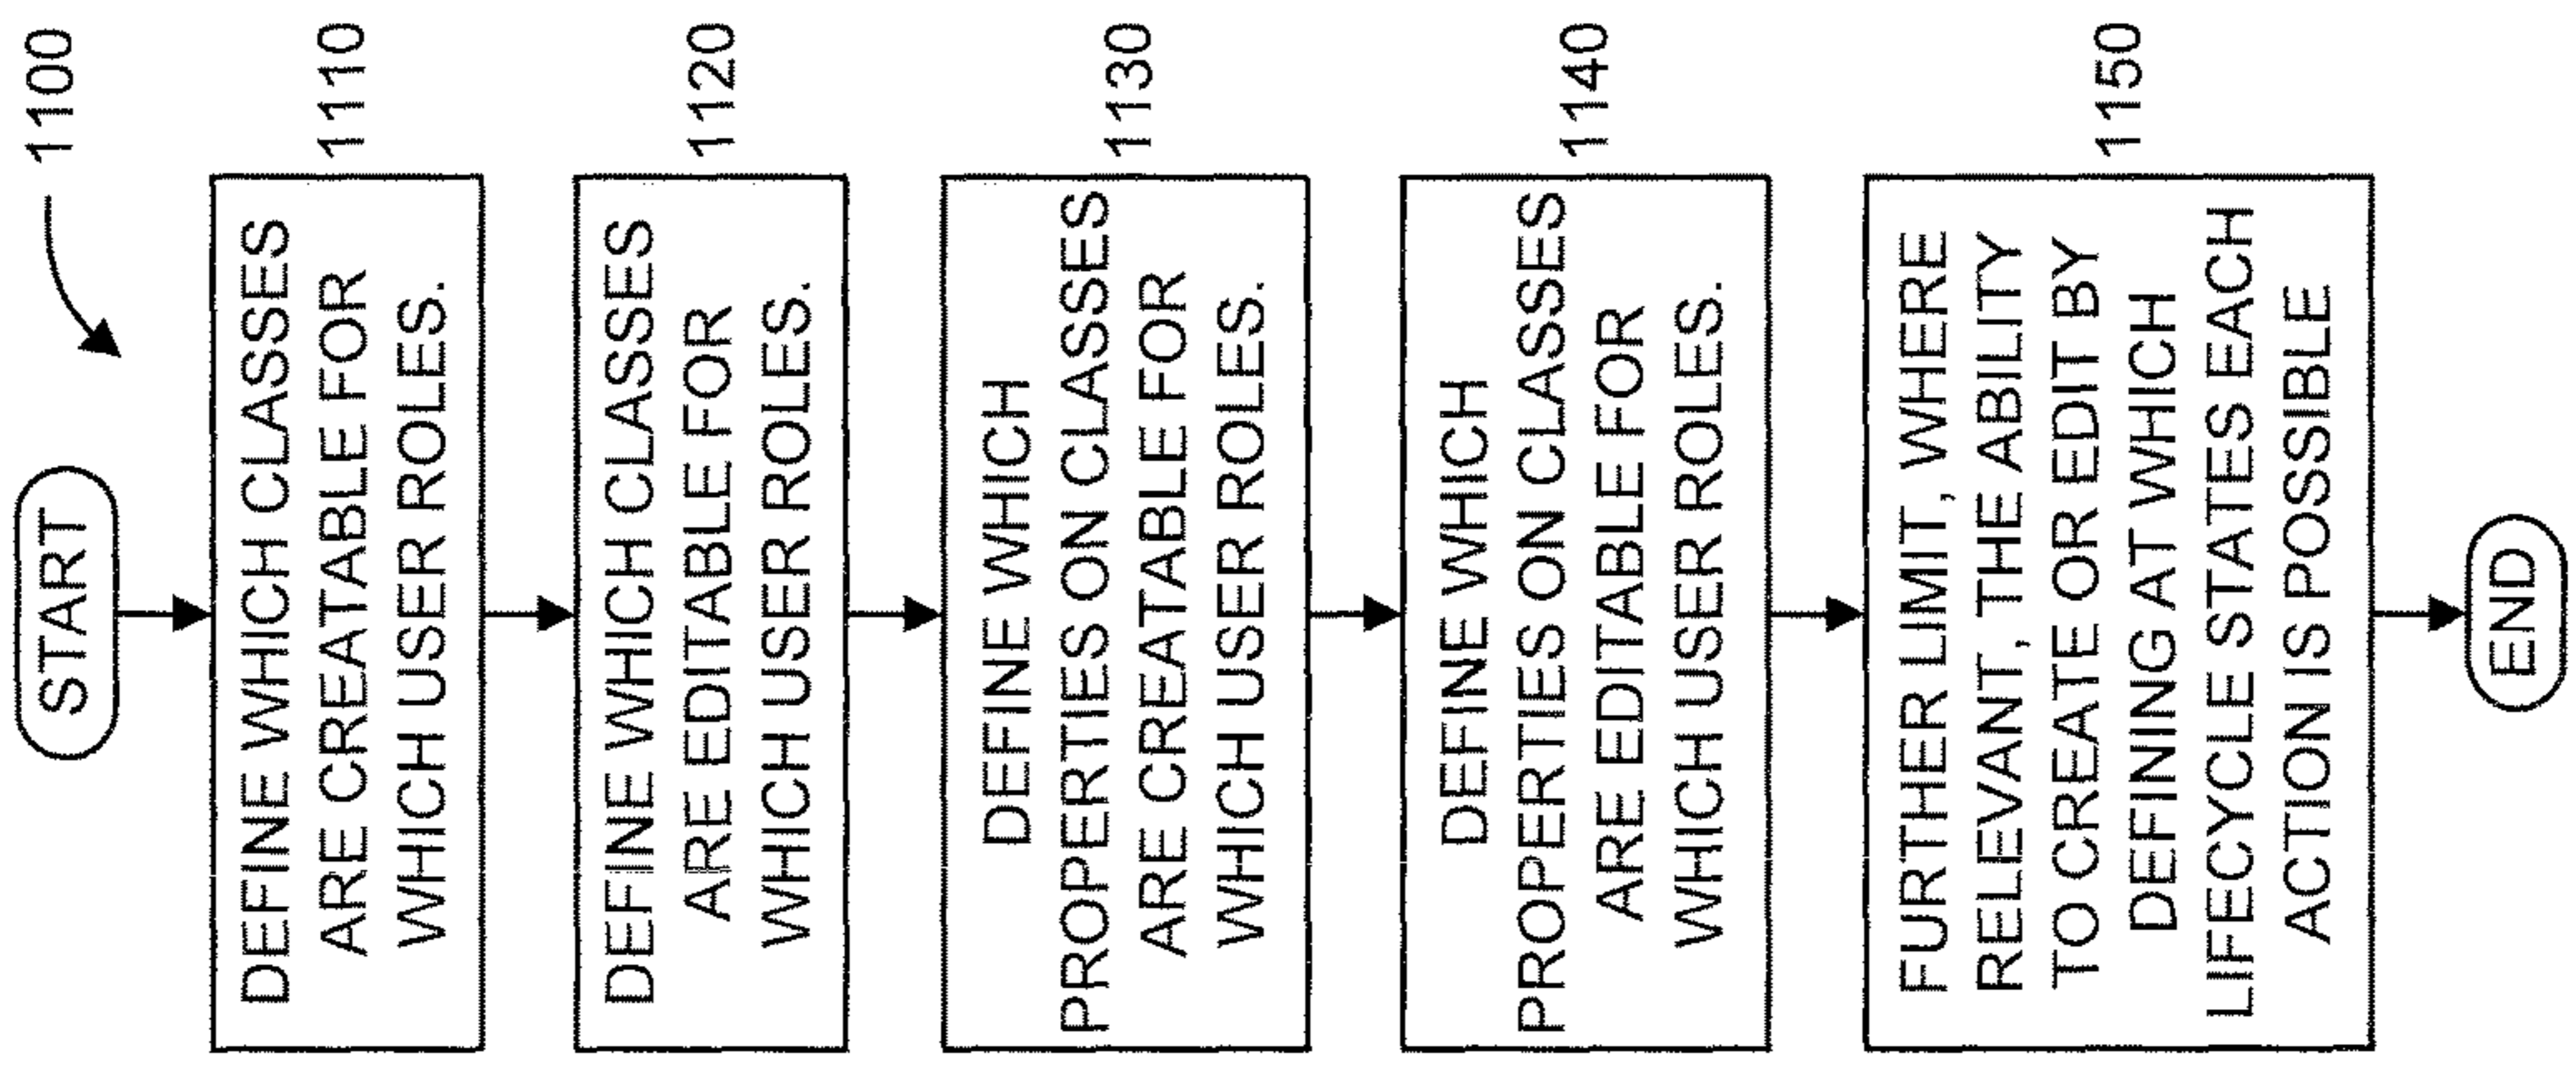 1100
START
DEFINE WHICH CLASSES
ARE CREATABLE FOR
WHICH USER ROLES.
1110
DEFINE WHICH CLASSES
ARE EDITABLE FOR
WHICH USER ROLES.
1120
DEFINE WHICH
PROPERTIES ON CLASSES
ARE CREATABLE FOR
WHICH USER ROLES.
1130
DEFINE WHICH
PROPERTIES ON CLASSES
ARE EDITABLE FOR
WHICH USER ROLES.
1140
FURTHER LIMIT, WHERE
RELEVANT, THE ABILITY
TO CREATE OR EDIT BY
DEFINING AT WHICH
LIFECYCLE STATES EACH
ACTION IS POSSIBLE
1150
END